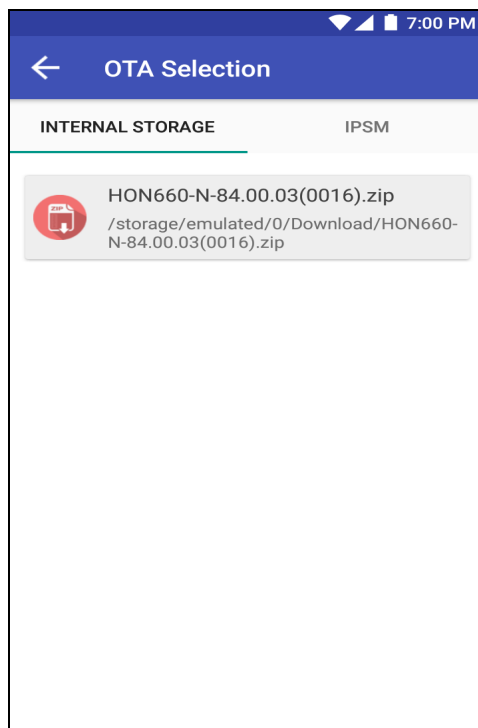 7:00 PM
OTA Selection
INTERNAL STORAGE IPSM
HON660-N-84.00.03(0016).zip
ZIP
/storage/emulated/0/Download/HON660-
N-84.00.03(0016).zip